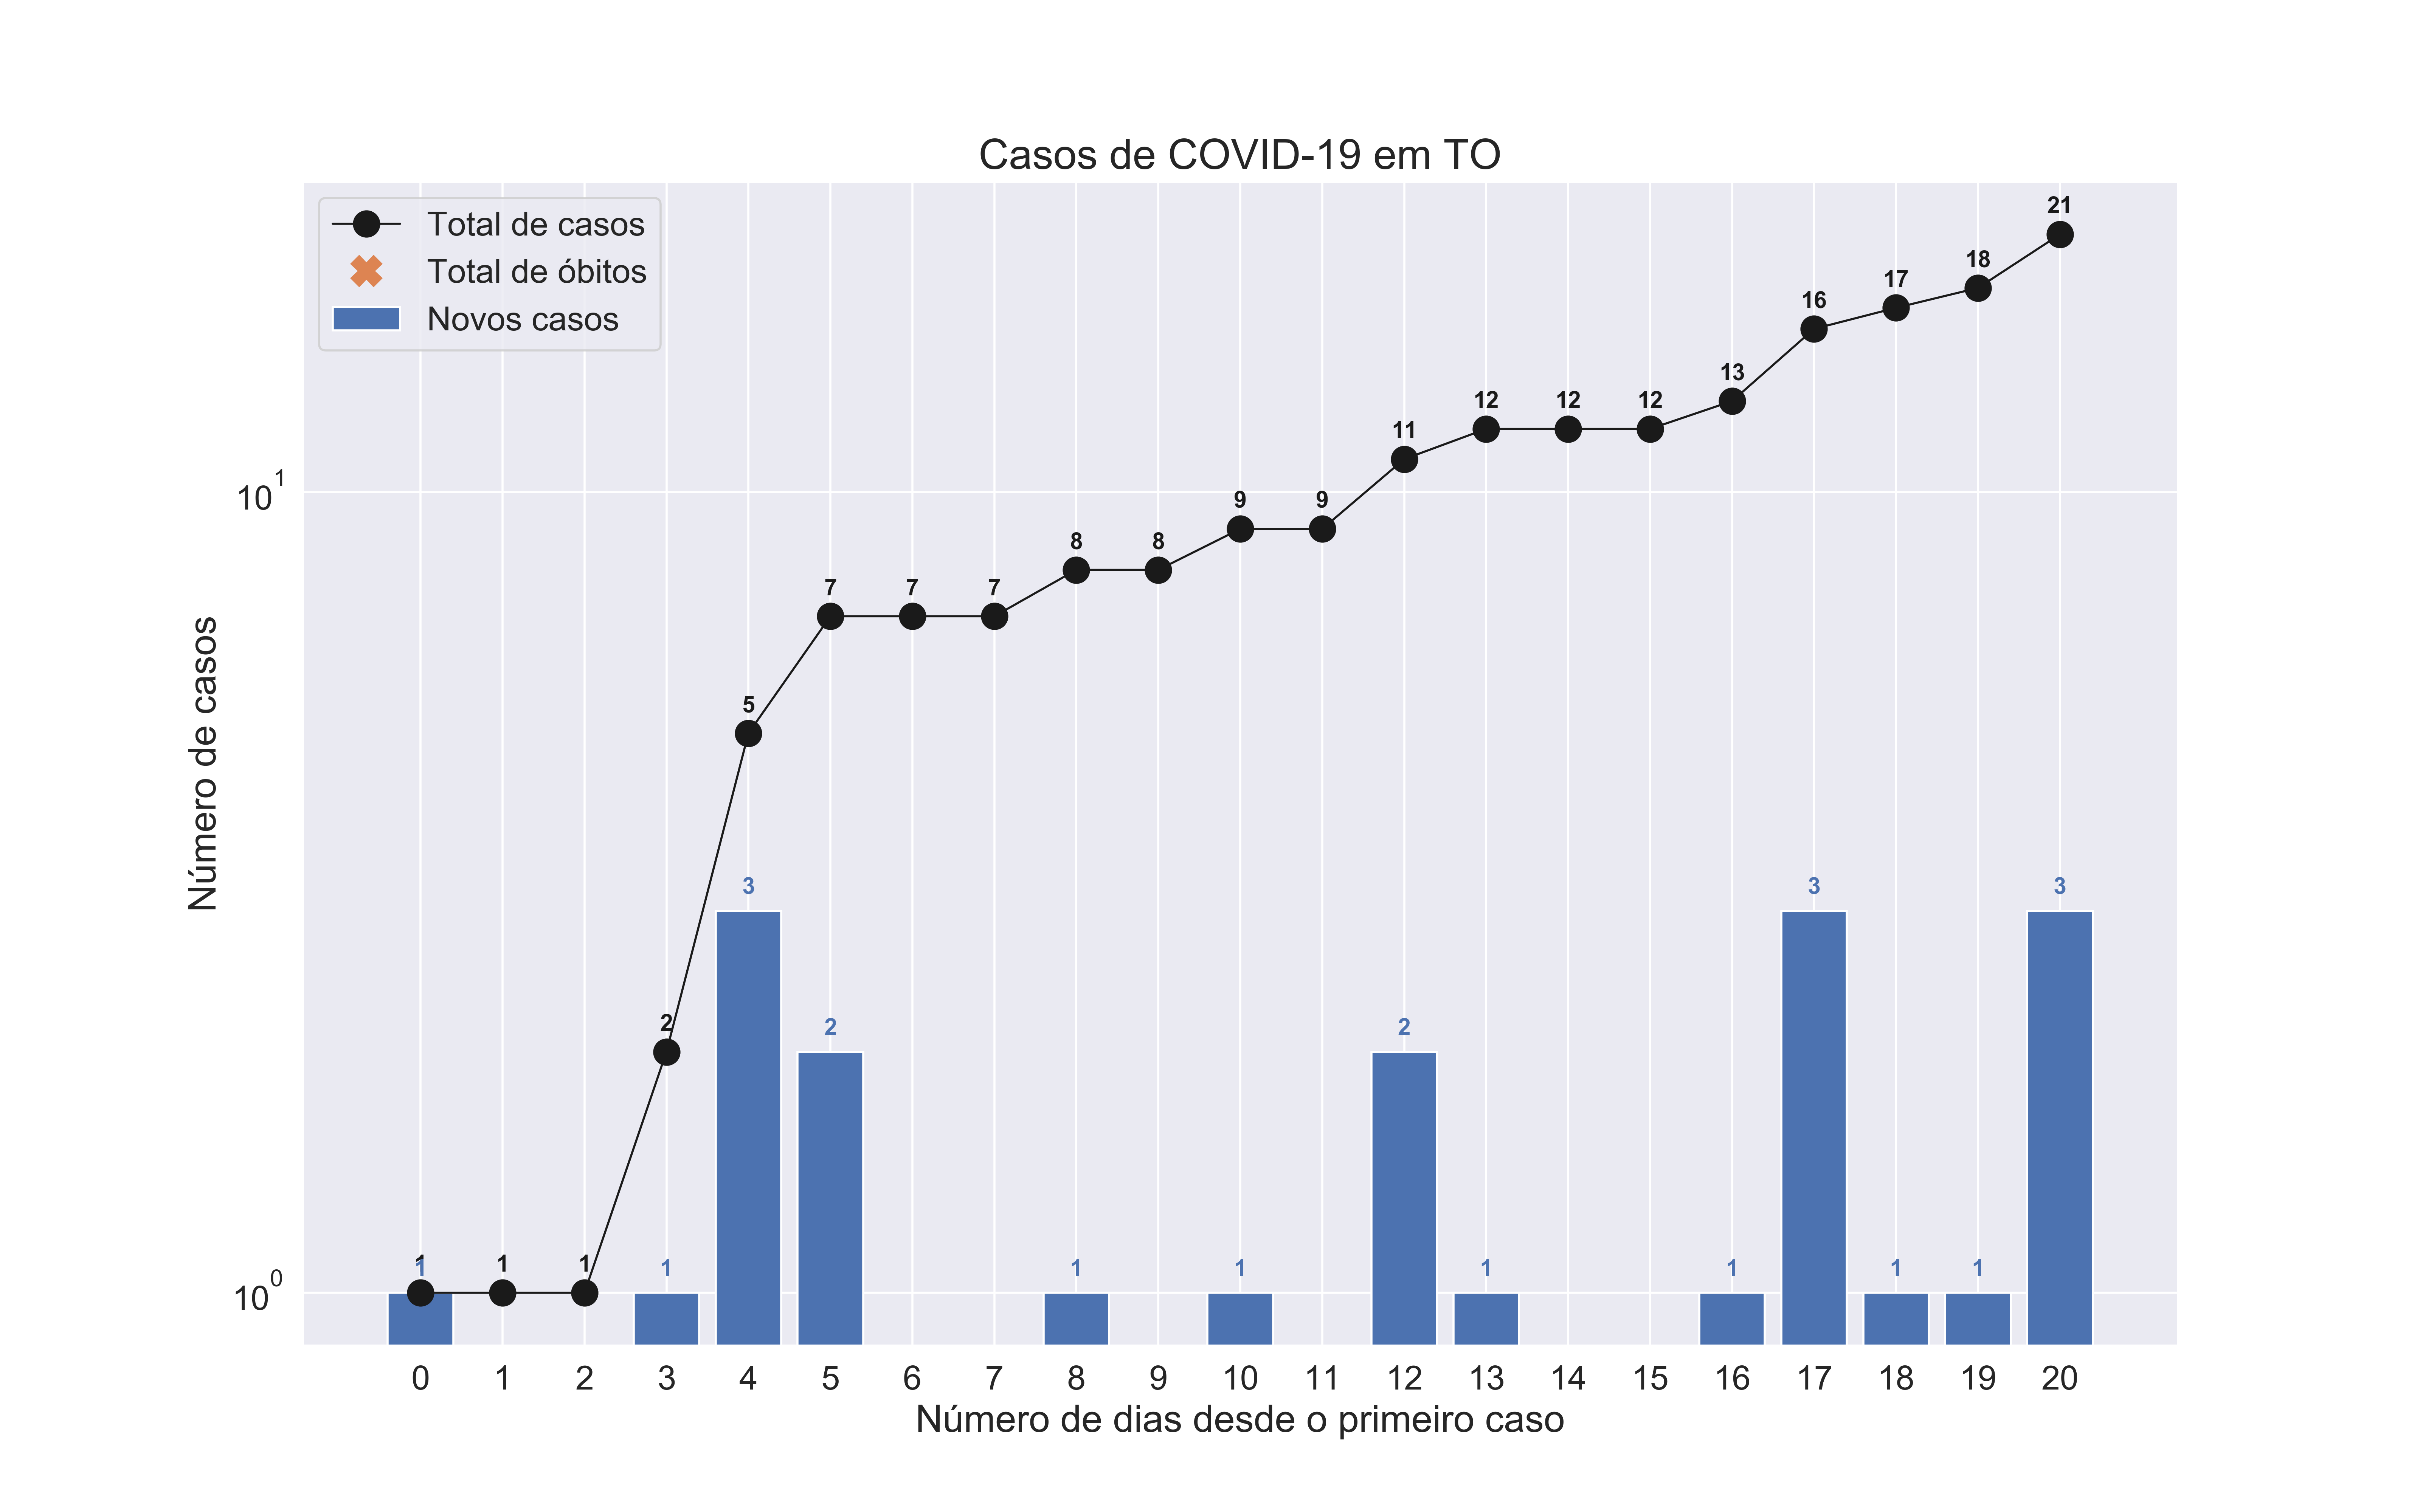 Casos de COVID-19 em TO
Total de casos
Total de óbitos
Novos casos
Número de casos
10^1
10^0
1 1 1 2 5 7 7 7 8 8 9 9 11 12 12 12 13 16 17 18 21
1 1 3 2 1 1 2 1 1 3 1 1 3
0 1 2 3 4 5 6 7 8 9 10 11 12 13 14 15 16 17 18 19 20
Número de dias desde o primeiro caso